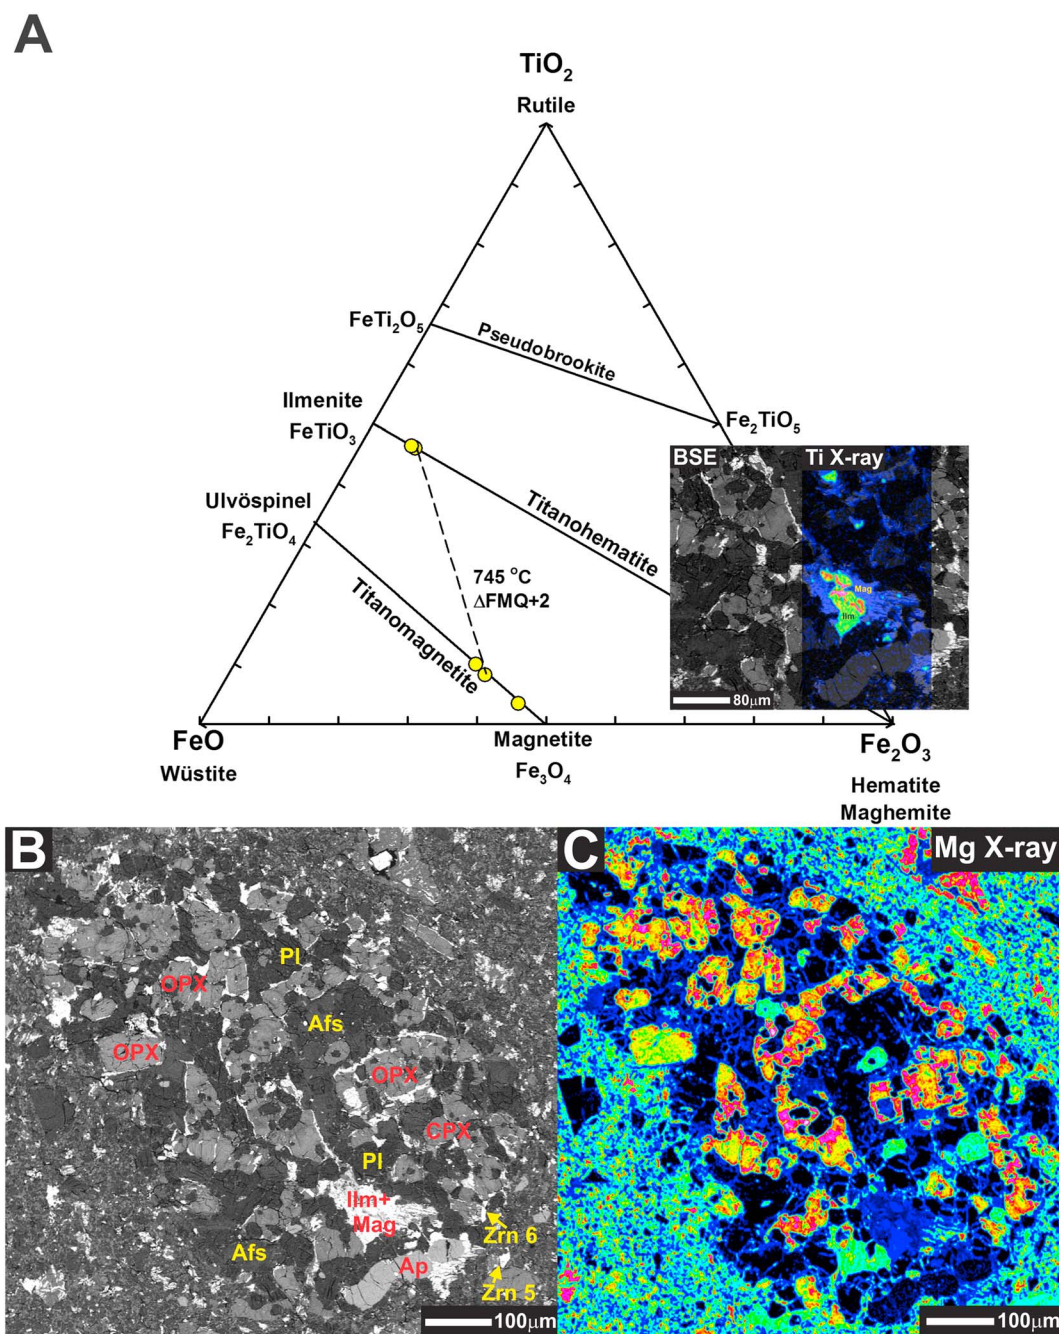 A
TiO₂
Rutile
FeTi₂O₅
Pseudobrookite
Fe₂TiO₅
Ilmenite
FeTiO₃
BSE
Ti X-ray
Mag
Ilm
80µm
Ulvöspinel
Fe₂TiO₄
Titanohematite
745 °C
ΔFMQ+2
Titanomagnetite
FeO
Wüstite
Magnetite
Fe₃O₄
Fe₂O₃
Hematite
Maghemite
B
Pl
OPX
Afs
OPX
OPX
CPX
Pl
Ilm+
Mag
Zrn 6
Afs
Ap
Zrn 5
100µm
C
Mg X-ray
100µm